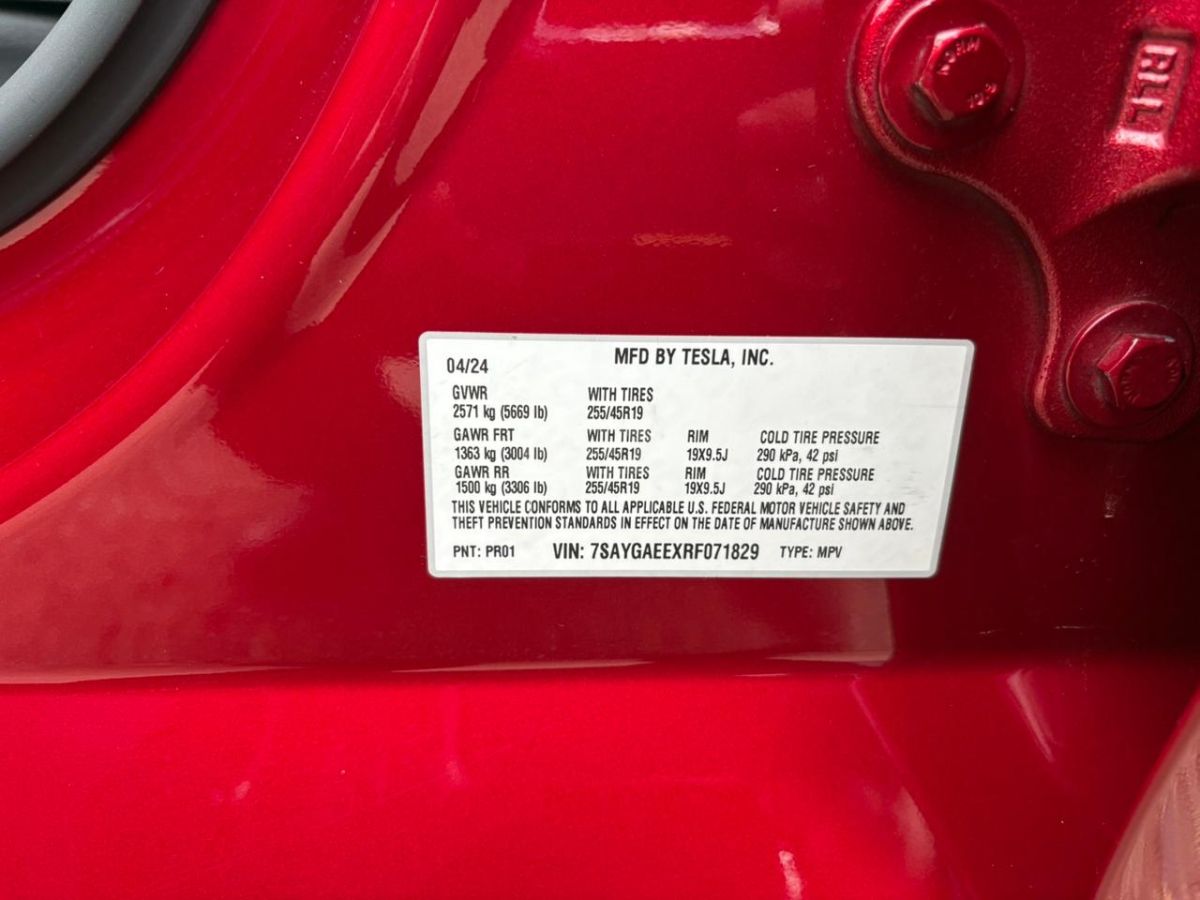 RLIL
04/24 MFD BY TESLA, INC.
GVWR WITH TIRES
2571 kg (5669 lb) 255/45R19
GAWR FRT WITH TIRES RIM COLD TIRE PRESSURE
1363 kg (3004 lb) 255/45R19 19X9.5J 290 kPa, 42 psi
GAWR RR WITH TIRES RIM COLD TIRE PRESSURE
1500 kg (3306 lb) 255/45R19 19X9.5J 290 kPa, 42 psi
THIS VEHICLE CONFORMS TO ALL APPLICABLE U.S. FEDERAL MOTOR VEHICLE SAFETY AND
THEFT PREVENTION STANDARDS IN EFFECT ON THE DATE OF MANUFACTURE SHOWN ABOVE.
PNT: PR01 VIN: 7SAYGAEEXRF071829 TYPE: MPV